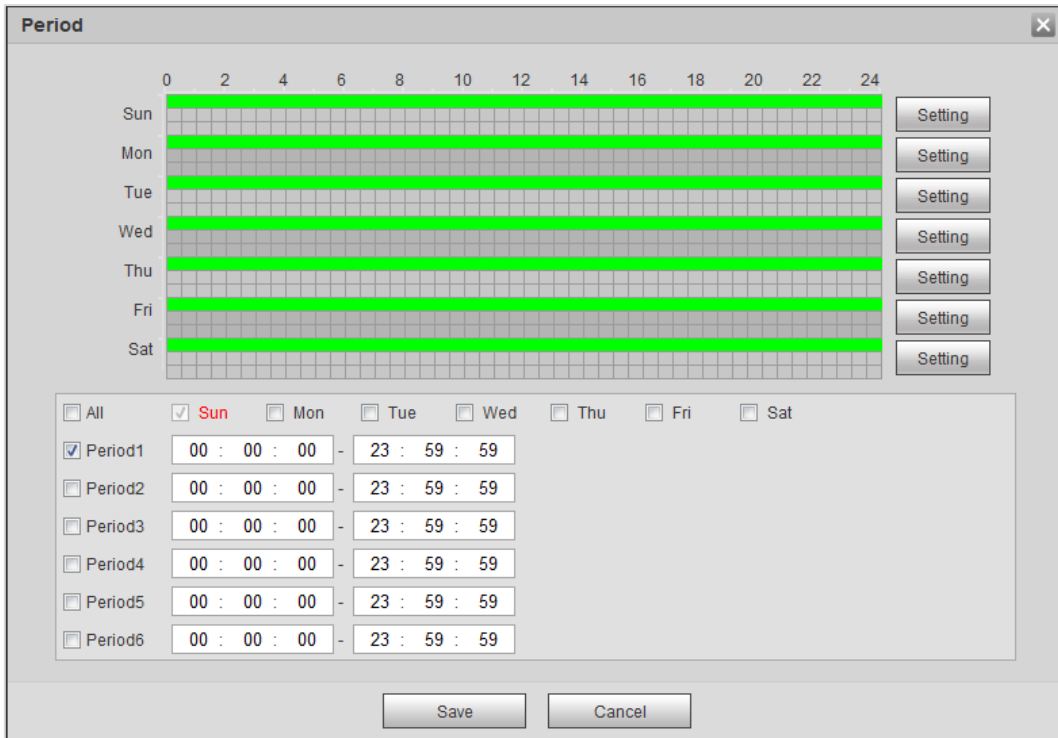 Period
0 2 4 6 8 10 12 14 16 18 20 22 24
Sun Setting
Mon Setting
Tue Setting
Wed Setting
Thu Setting
Fri Setting
Sat Setting
All Sun Mon Tue Wed Thu Fri Sat
Period1 00 : 00 : 00 - 23 : 59 : 59
Period2 00 : 00 : 00 - 23 : 59 : 59
Period3 00 : 00 : 00 - 23 : 59 : 59
Period4 00 : 00 : 00 - 23 : 59 : 59
Period5 00 : 00 : 00 - 23 : 59 : 59
Period6 00 : 00 : 00 - 23 : 59 : 59
Save Cancel